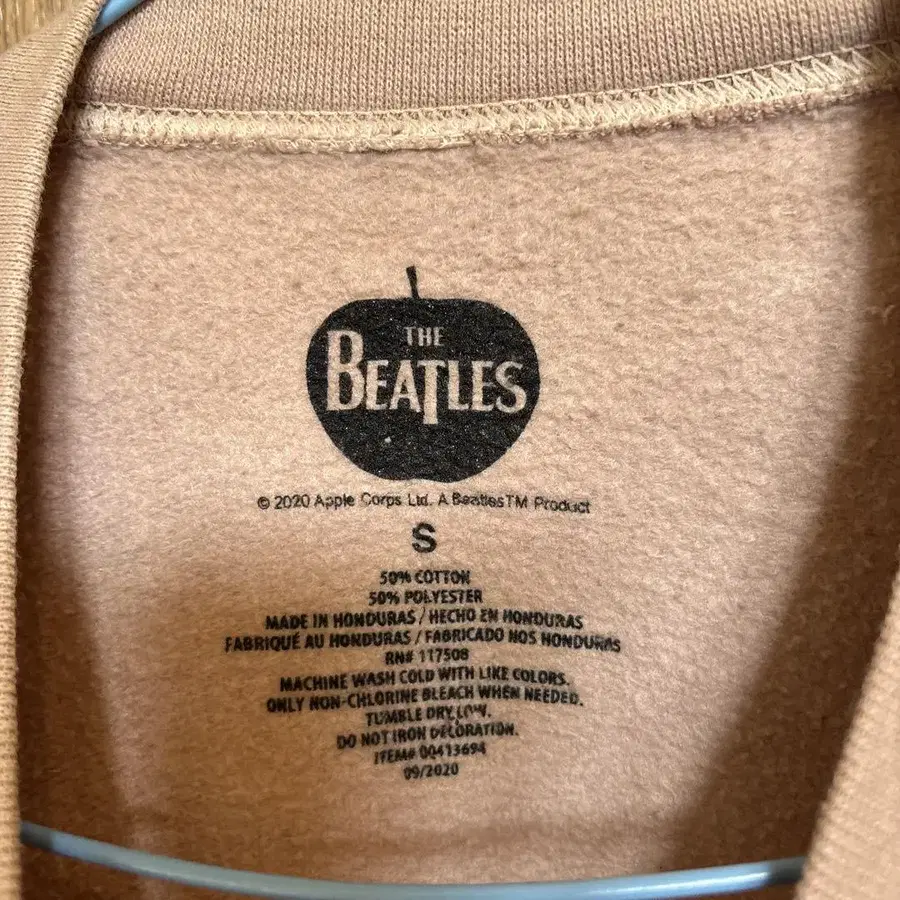 THE
BEATLES
© 2020 Apple Corps Ltd. A Beatles TM Product
S
50% COTTON
50% POLYESTER
MADE IN HONDURAS / HECHO EN HONDURAS
FABRIQUÉ AU HONDURAS / FABRICADO NOS HONDURAS
RN# 117508
MACHINE WASH COLD WITH LIKE COLORS.
ONLY NON-CHLORINE BLEACH WHEN NEEDED.
TUMBLE DRY LOW.
DO NOT IRON DECORATION.
ITEM# 00413694
09/2020